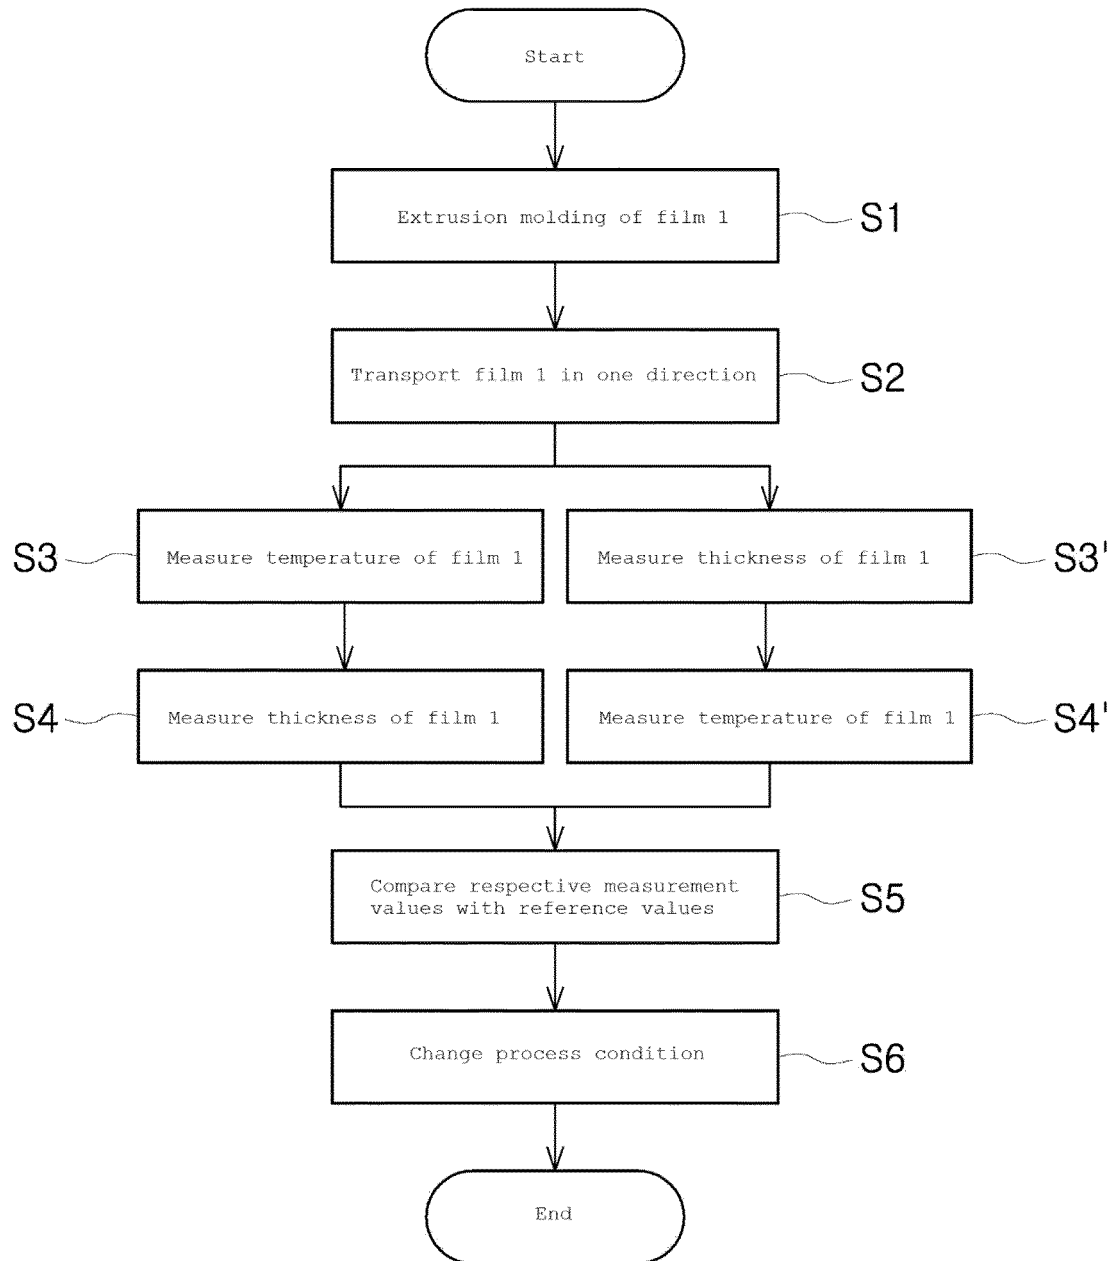 Start
Extrusion molding of film 1
S1
Transport film 1 in one direction
S2
S3
Measure temperature of film 1
Measure thickness of film 1
S3'
S4
Measure thickness of film 1
Measure temperature of film 1
S4'
Compare respective measurement
values with reference values
S5
Change process condition
S6
End